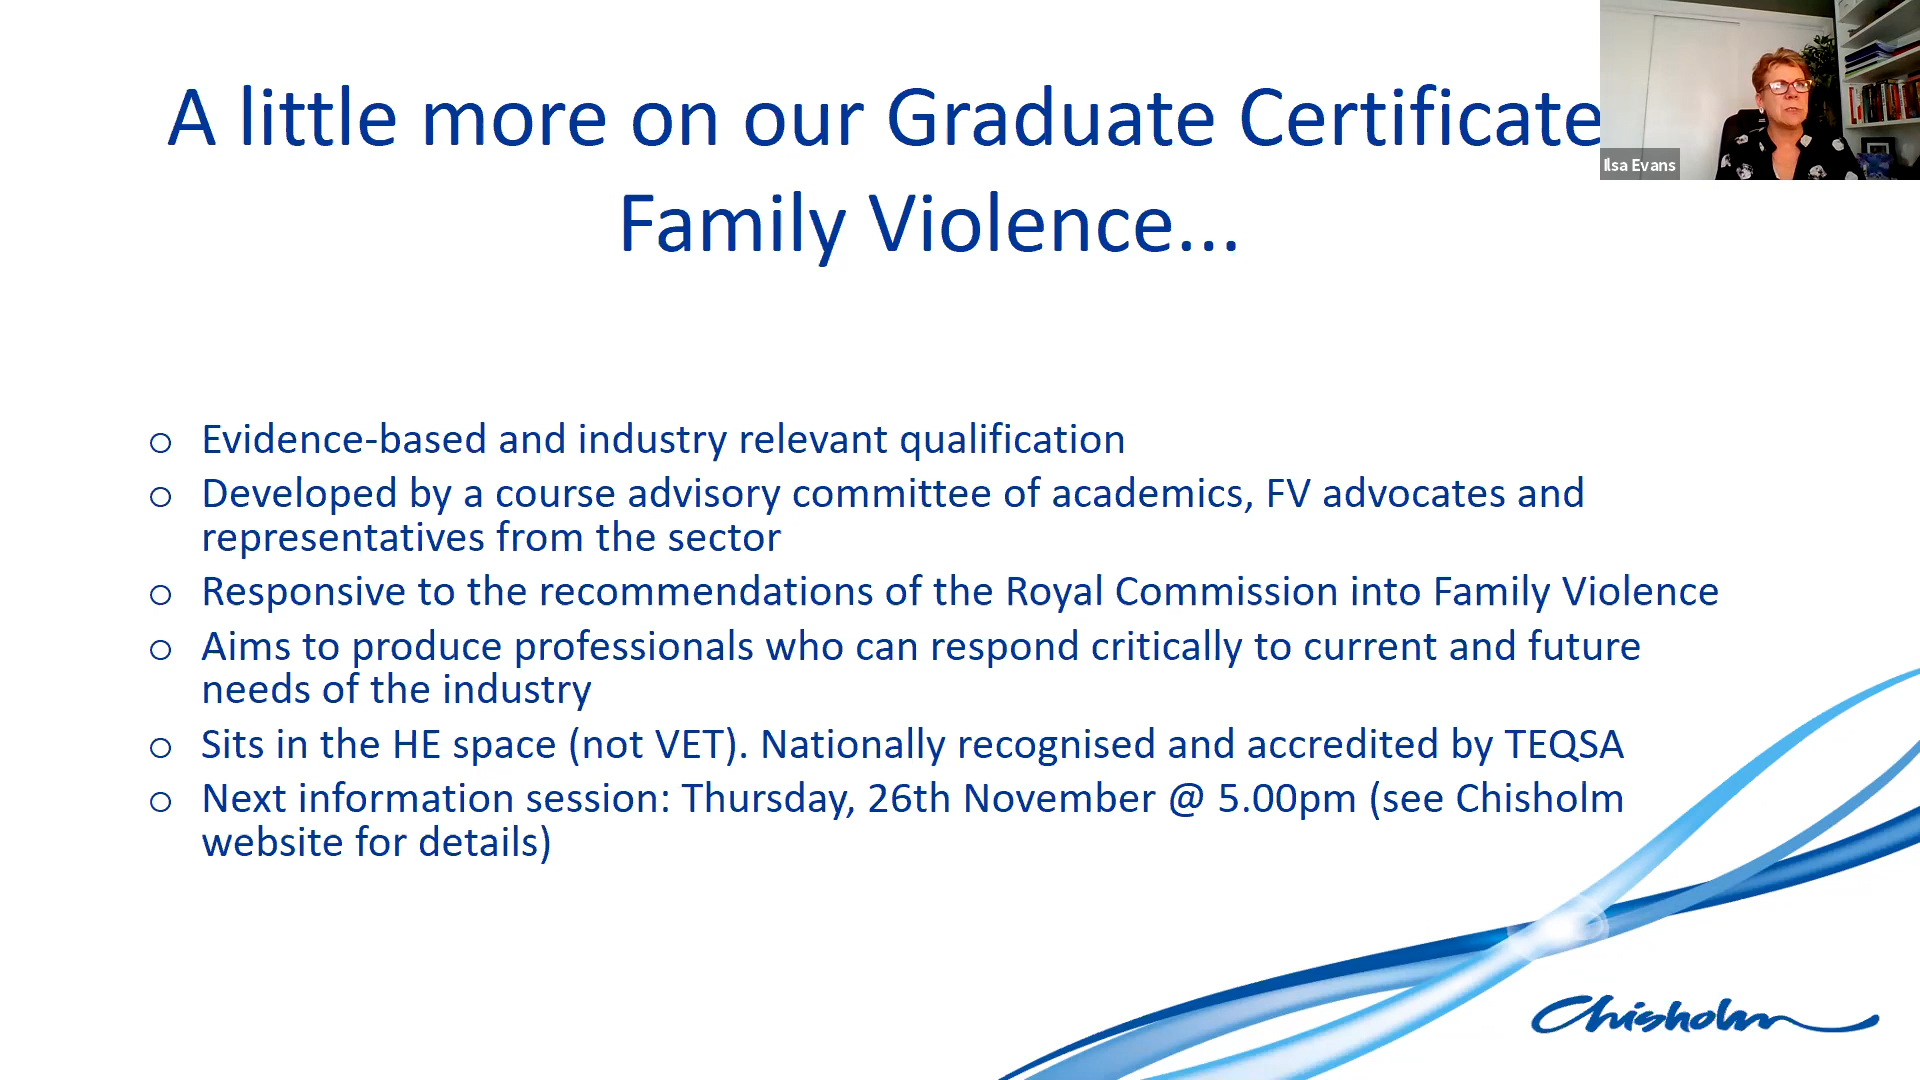 A little more on our Graduate Certificate
Family Violence...
Ilsa Evans
o Evidence-based and industry relevant qualification
o Developed by a course advisory committee of academics, FV advocates and
representatives from the sector
o Responsive to the recommendations of the Royal Commission into Family Violence
o Aims to produce professionals who can respond critically to current and future
needs of the industry
o Sits in the HE space (not VET). Nationally recognised and accredited by TEQSA
o Next information session: Thursday, 26th November @ 5.00pm (see Chisholm
website for details)
Chisholm